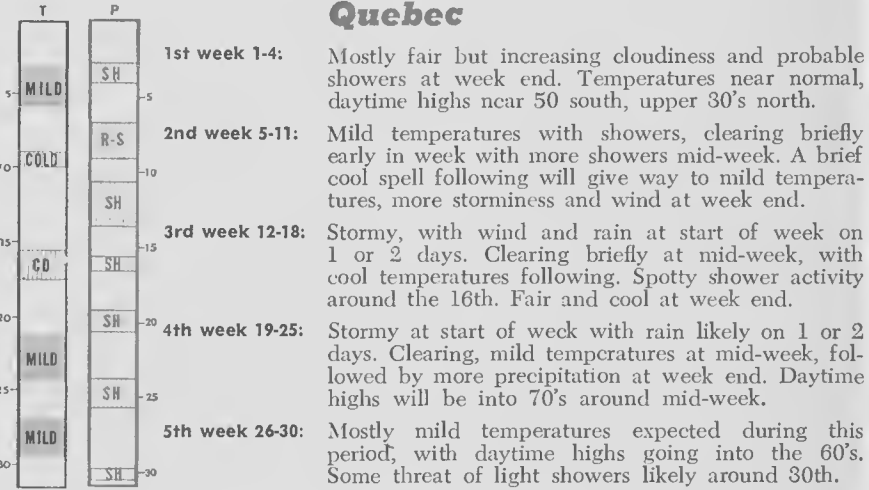 Quebec
T P
MILD
5
COLD
10
15
CD
20
MILD
25
MILD
30
SH
5
R-S
10
SH
15
SH
SH
20
SH
25
SH
30
1st week 1-4: Mostly fair but increasing cloudiness and probable
showers at week end. Temperatures near normal,
daytime highs near 50 south, upper 30's north.
2nd week 5-11: Mild temperatures with showers, clearing briefly
early in week with more showers mid-week. A brief
cool spell following will give way to mild tempera-
tures, more storminess and wind at week end.
3rd week 12-18: Stormy, with wind and rain at start of week on
1 or 2 days. Clearing briefly at mid-week, with
cool temperatures following. Spotty shower activity
around the 16th. Fair and cool at week end.
4th week 19-25: Stormy at start of week with rain likely on 1 or 2
days. Clearing, mild temperatures at mid-week, fol-
lowed by more precipitation at week end. Daytime
highs will be into 70's around mid-week.
5th week 26-30: Mostly mild temperatures expected during this
period, with daytime highs going into the 60's.
Some threat of light showers likely around 30th.